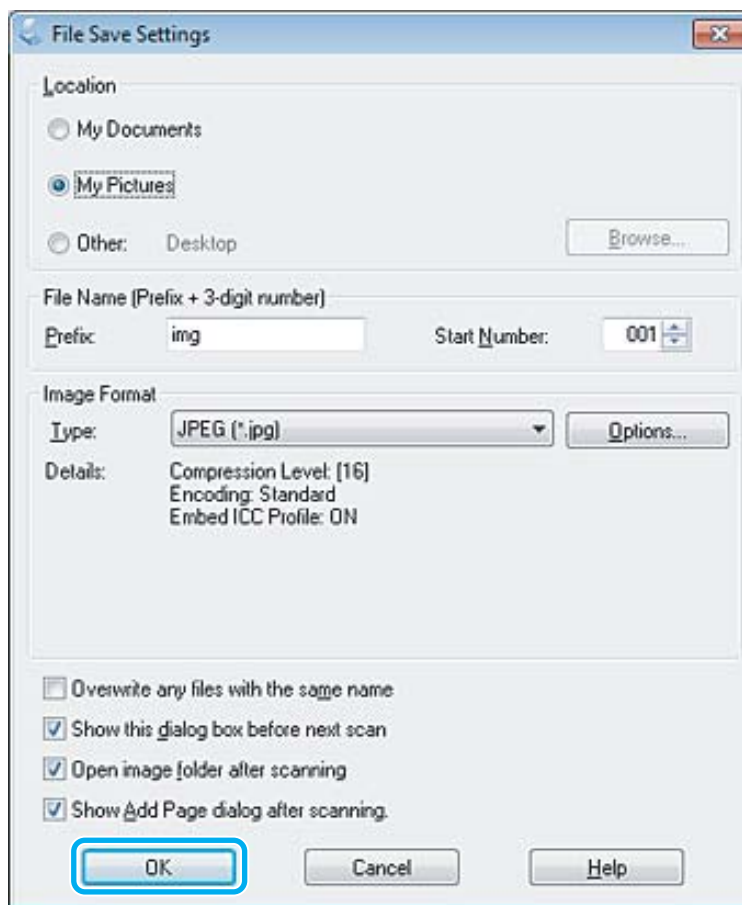 File Save Settings
Location
My Documents
My Pictures
Other: Desktop Browse...
File Name (Prefix + 3-digit number)
Prefix: img Start Number: 001
Image Format
Type: JPEG (*.jpg) Options...
Details: Compression Level: [16]
Encoding: Standard
Embed ICC Profile: ON
Overwrite any files with the same name
Show this dialog box before next scan
Open image folder after scanning
Show Add Page dialog after scanning.
OK Cancel Help